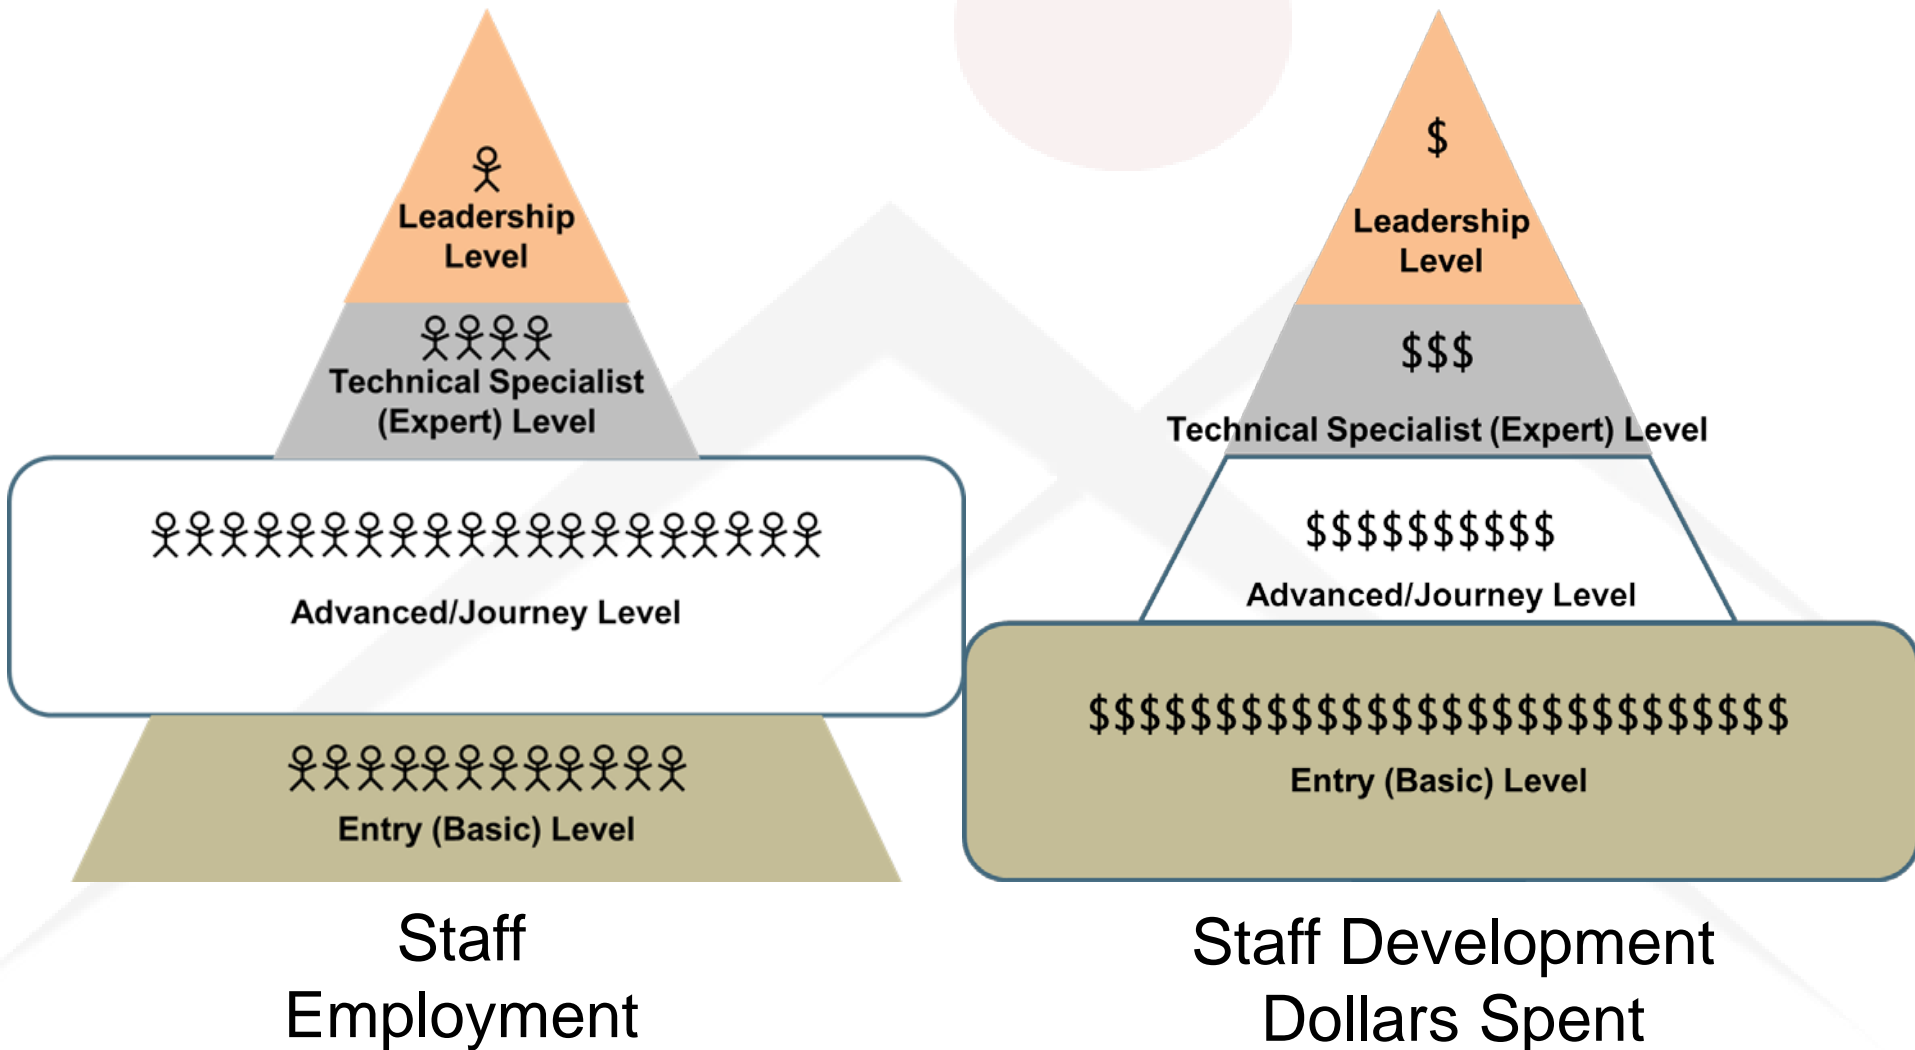 $
Leadership
Level
$
Leadership
Level
Technical Specialist
(Expert) Level
$$$
Technical Specialist (Expert) Level
Advanced/Journey Level
$$$$$$$$$$
Advanced/Journey Level
Entry (Basic) Level
$$$$$$$$$$$$$$$$$$$$$$$$$$$$
Entry (Basic) Level
Staff
Employment
Staff Development
Dollars Spent